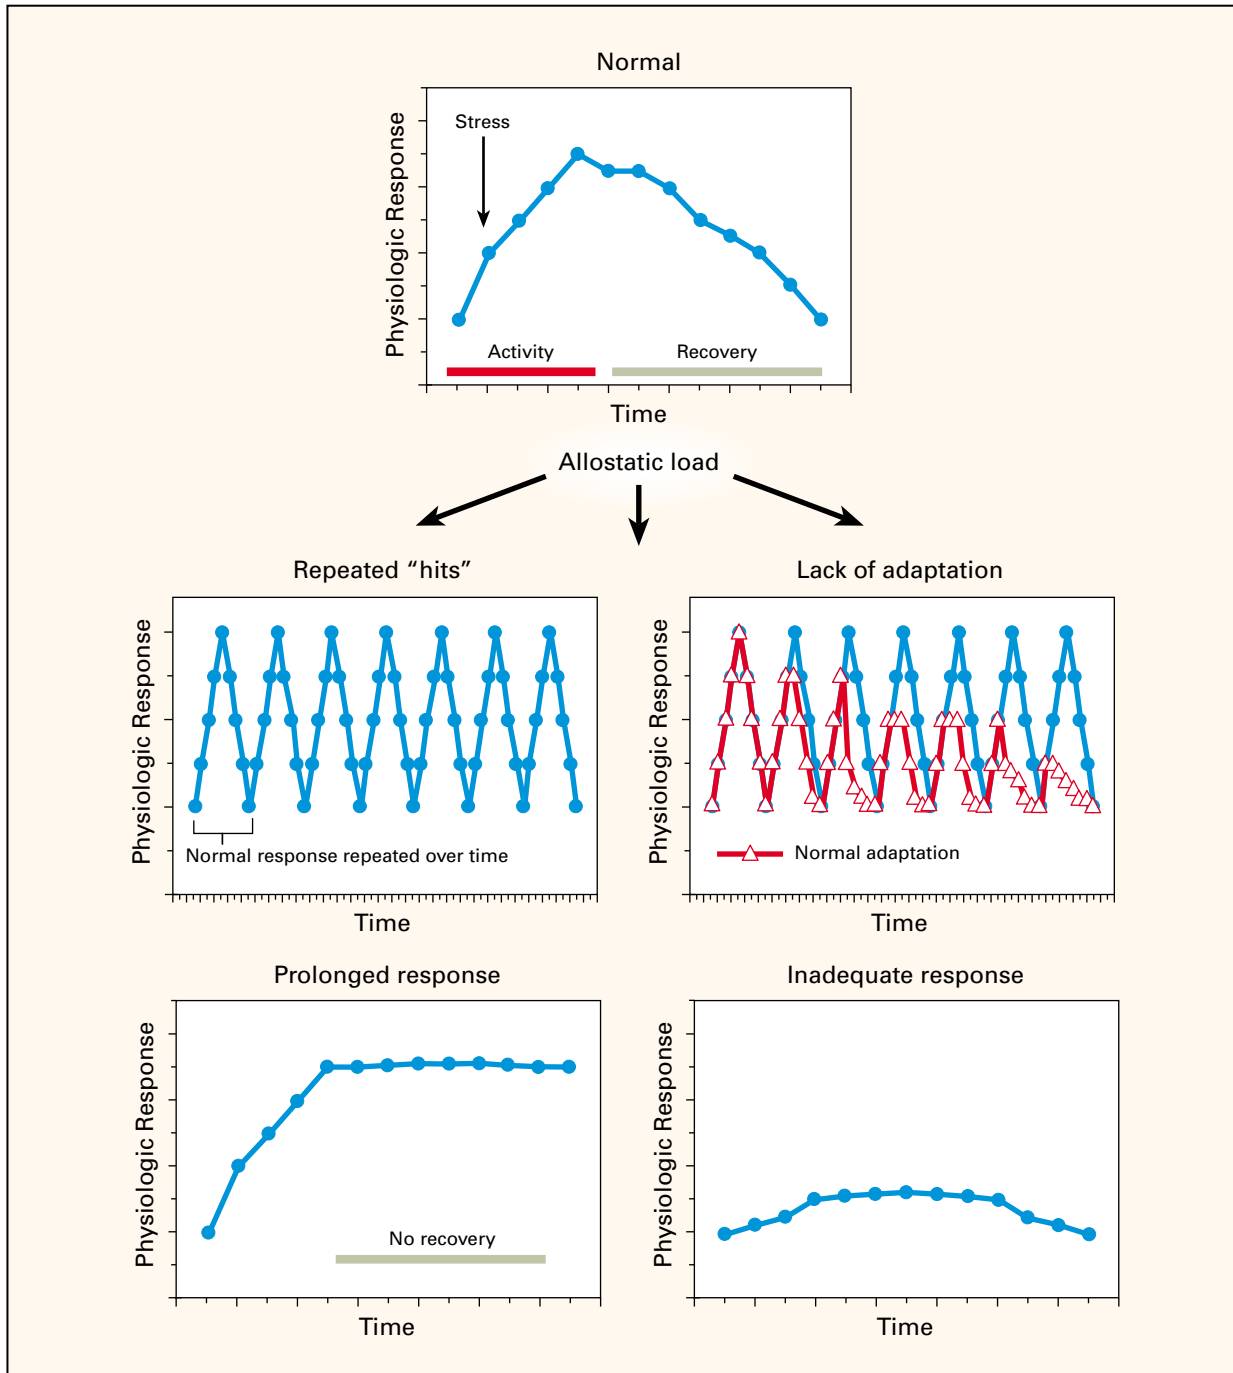 Normal
Stress
Physiologic Response
Activity
Recovery
Time
Allostatic load
Repeated “hits”
Physiologic Response
Normal response repeated over time
Time
Lack of adaptation
Physiologic Response
Normal adaptation
Time
Prolonged response
Physiologic Response
No recovery
Time
Inadequate response
Physiologic Response
Time